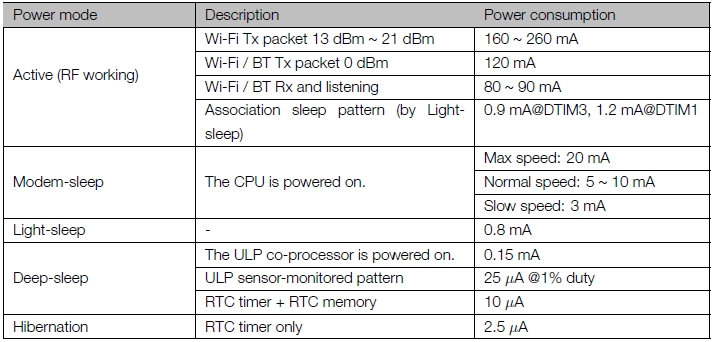 Power mode Description Power consumption
Active (RF working) Wi-Fi Tx packet 13 dBm ~ 21 dBm 160 ~ 260 mA
Wi-Fi / BT Tx packet 0 dBm 120 mA
Wi-Fi / BT Rx and listening 80 ~ 90 mA
Association sleep pattern (by Light- 0.9 mA@DTIM3, 1.2 mA@DTIM1
sleep)
Modem-sleep The CPU is powered on. Max speed: 20 mA
Normal speed: 5 ~ 10 mA
Slow speed: 3 mA
Light-sleep - 0.8 mA
Deep-sleep The ULP co-processor is powered on. 0.15 mA
ULP sensor-monitored pattern 25 μA @1% duty
RTC timer + RTC memory 10 μA
Hibernation RTC timer only 2.5 μA